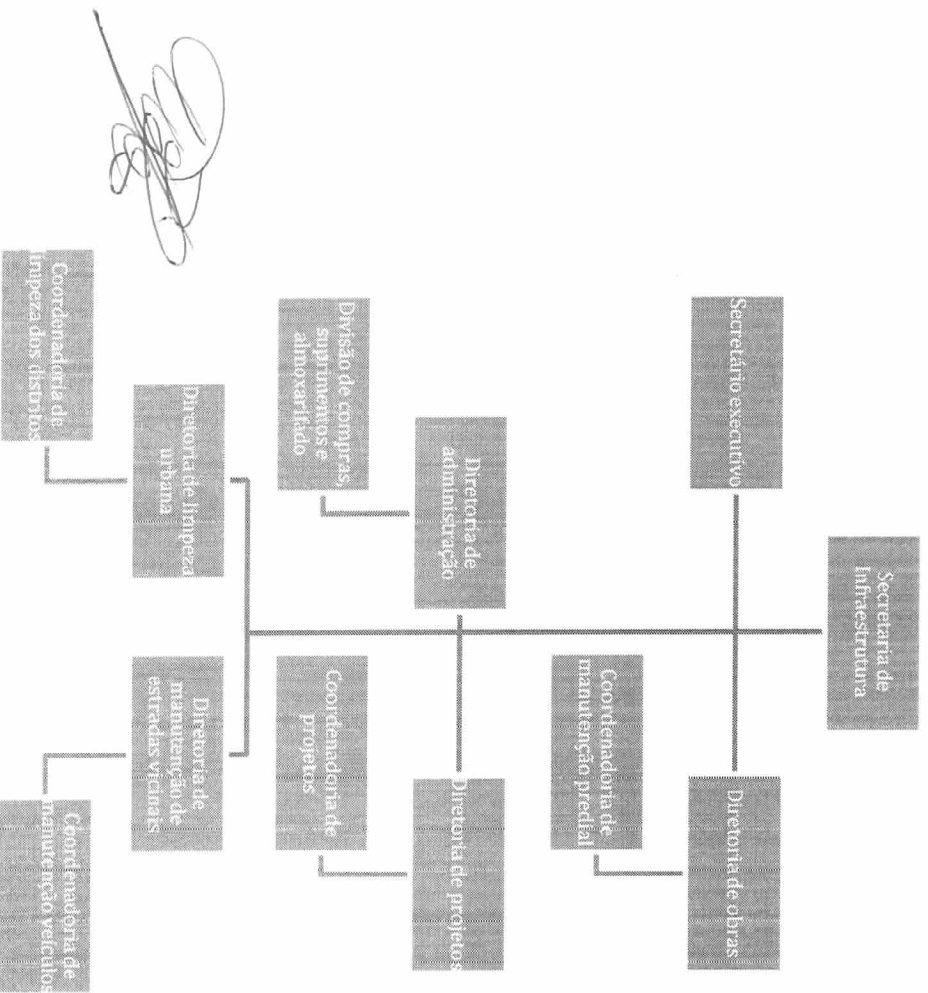 Secretaria de
Infraestrutura
Secretário executivo
Diretoria de obras
Coordenadoria de
manutenção predial
Diretoria de
administração
Diretoria de projetos
Divisão de compras,
suprimentos e
almoxarifado
Coordenadoria de
projetos
Diretoria de limpeza
urbana
Diretoria de
manutenção de
estradas vicinais
Coordenadoria de
limpeza dos distritos
Coordenadoria de
manutenção veículos